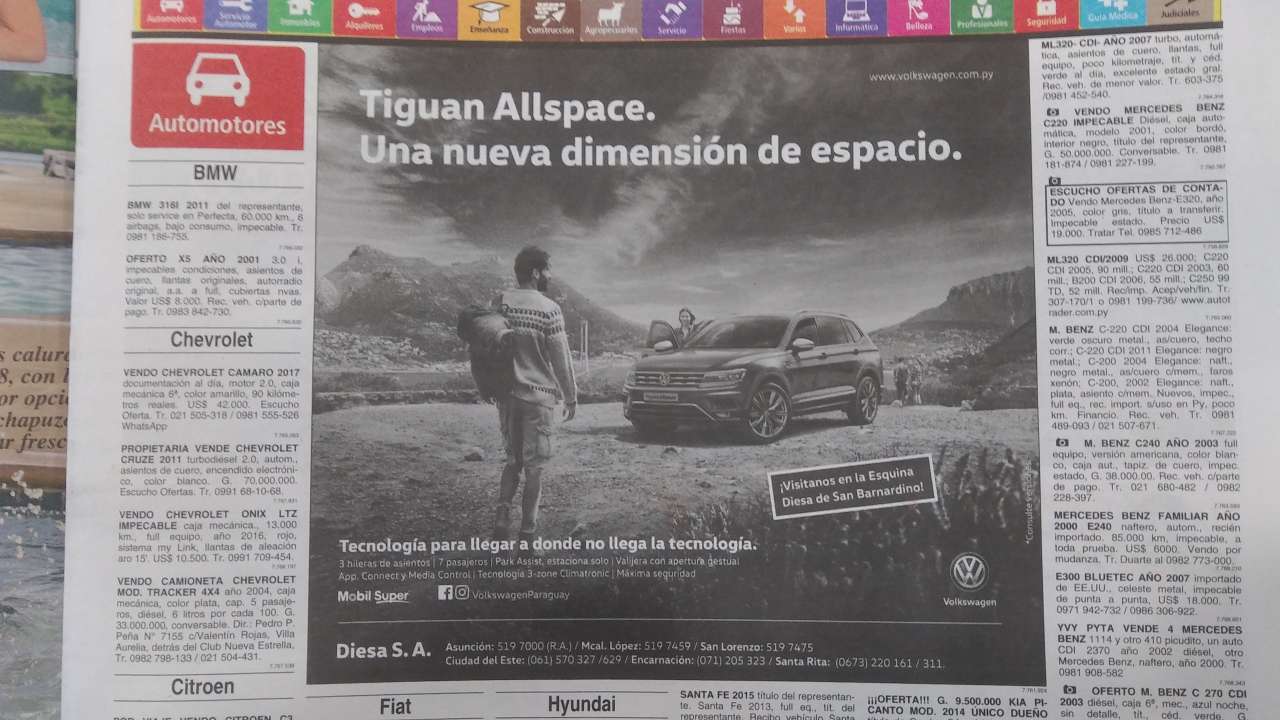 Automotores
Servicio
Automotor
Inmuebles
Alquileres
Empleos
Enseñanza
Construcción
Agropecuarios
Servicio
Fiestas
Varios
Informática
Belleza
Profesionales
Seguridad
Guía Médica
Judiciales
Automotores
BMW
BMW 316I 2011 del representante,
solo service en Perfecta, 60.000 km., 6
airbags, bajo consumo, impecable. Tr.
0981 186-755.
OFERTO X5 AÑO 2001 3.0 i,
impecables condiciones, asientos de
cuero, llantas originales, autorradio
original, a.a. a full, cubiertas nvas.
Valor US$ 8.000. Rec. veh. c/parte de
pago. Tr. 0983 842-730.
Chevrolet
VENDO CHEVROLET CAMARO 2017
documentación al día, motor 2.0, caja
mecánica 6ª, color amarillo, 90 kilóme-
tros reales. US$ 42.000. Escucho
Oferta. Tr. 021 505-318 / 0981 555-526
WhatsApp
PROPIETARIA VENDE CHEVROLET
CRUZE 2011 turbodiesel 2.0, autom.,
asientos de cuero, encendido electróni-
co, color blanco. G. 70.000.000.
Escucho Ofertas. Tr. 0991 68-10-68.
VENDO CHEVROLET ONIX LTZ
IMPECABLE caja mecánica., 13.000
km., full equipo, año 2016, rojo,
sistema my Link, llantas de aleación
aro 15'. US$ 10.500. Tr. 0991 709-454.
VENDO CAMIONETA CHEVROLET
MOD. TRACKER 4X4 año 2004, caja
mecánica, color plata, cap. 5 pasaje-
ros, diésel, 6 litros por cada 100. G.
33.000.000, conversable. Dir.: Pedro P.
Peña N° 7155 c/Valentín Rojas, Villa
Aurelia, detrás del Club Nueva Estrella,
Tr. 0982 798-133 / 021 504-431.
Citroen
www.volkswagen.com.py
Tiguan Allspace.
Una nueva dimensión de espacio.
¡Visitanos en la Esquina
Diesa de San Bernardino!
Tecnología para llegar a donde no llega la tecnología.
3 hileras de asientos | 7 pasajeros | Park Assist, estaciona solo | Valijera con apertura gestual
App. Connect y Media Control | Tecnología 3-zone Climatronic | Máxima seguridad
Mobil Super
VolkswagenParaguay
Volkswagen
Diesa S. A.
Asunción: 519 7000 (R.A.) / Mcal. López: 519 7459 / San Lorenzo: 519 7475
Ciudad del Este: (061) 570 327 / 629 / Encarnación: (071) 205 323 / Santa Rita: (0673) 220 161 / 311.
Fiat
Hyundai
SANTA FE 2015 título del representan-
te. Santa Fe 2013, full eq., tít. del
¡¡¡OFERTA!!! G. 9.500.000 KIA PI-
CANTO MOD. 2014 ÚNICO DUEÑO
ML320- CDI- AÑO 2007 turbo, automá-
tica, asientos de cuero, llantas, full
equipo, poco kilometraje, tít. y céd.
verde al día, excelente estado gral.
Rec. veh. de menor valor. Tr. 603-375
/0981 452-540.
VENDO MERCEDES BENZ
C220 IMPECABLE Diésel, caja auto-
mática, modelo 2001, color bordó,
interior negro, título del representante,
G. 50.000.000. Conversable. Tr. 0981
181-874 / 0981 227-199.
ESCUCHO OFERTAS DE CONTA-
DO Vendo Mercedes Benz-E320, año
2005, color gris, título a transferir.
Impecable estado. Precio US$
19.000. Tratar Tel. 0985 712-486
ML320 CDI/2009 US$ 26.000; C220
CDI 2005, 90 mill.; C220 CDI 2003, 60
mill.; B200 CDI 2006, 55 mill.; C250 99
TD, 52 mill. Rec/imp. Acep/veh/fin. Tr.
307-170/1 o 0981 199-736/ www.autot
rader.com.py
M. BENZ C-220 CDI 2004 Elegance:
verde oscuro metal., as/cuero, techo
corr.; C-220 CDI 2011 Elegance: negro
metal.; C-200 2004 Elegance: naft.,
negro metal., as/cuero c/mem., faros
xenón; C-200, 2002 Elegance: naft.,
plata, asiento c/mem. Nuevos, impec.,
full eq., rec. import. s/uso en Py, poco
km. Financio. Rec. veh. Tr. 0981
489-093 / 021 507-671.
M. BENZ C240 AÑO 2003 full
equipo, versión americana, color blan-
co, caja aut., tapiz. de cuero, impec.
estado, G. 38.000.00. Rec. veh. c/parte
de pago. Tr. 021 680-482 / 0982
228-397.
MERCEDES BENZ FAMILIAR AÑO
2000 E240 naftero, autom., recién
importado. 85.000 km, impecable, a
toda prueba. US$ 6000. Vendo por
mudanza. Tr. Duarte al 0982 773-000.
E300 BLUETEC AÑO 2007 importado
de EE.UU., celeste metal, impecable
de punta a punta, US$ 18.000. Tr.
0971 942-732 / 0986 306-922.
YVY PYTA VENDE 4 MERCEDES
BENZ 1114 y otro 410 picudito, un auto
CDI 2370 año 2002 diésel, otro
Mercedes Benz, naftero, año 2000. Tr.
0981 908-582
OFERTO M. BENZ C 270 CDI
2003 diésel, caja 6ª, mec., azul noche,